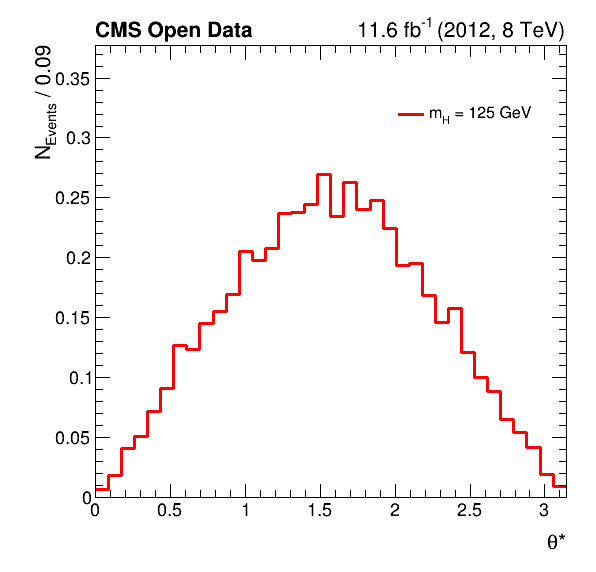 CMS Open Data 11.6 fb⁻¹ (2012, 8 TeV)
N_Events / 0.09
m_H = 125 GeV
0.35
0.3
0.25
0.2
0.15
0.1
0.05
0
0 0.5 1 1.5 2 2.5 3
θ*